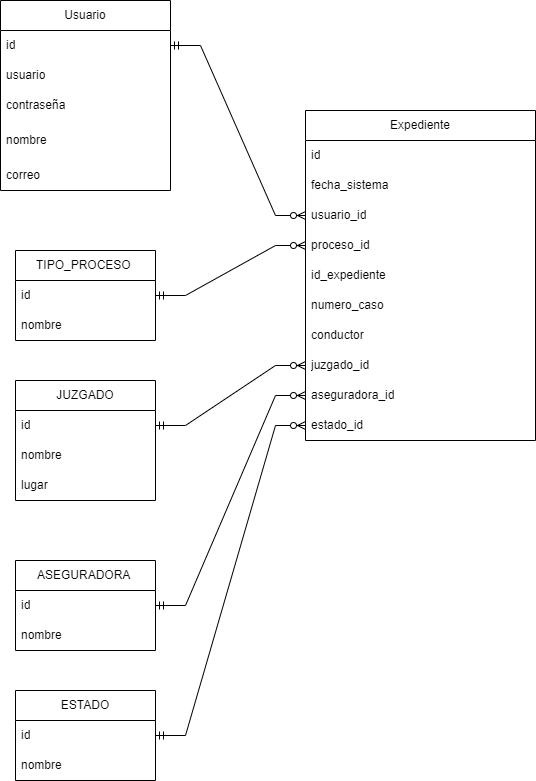 Usuario
id
usuario
contraseña
nombre
correo
TIPO_PROCESO
id
nombre
JUZGADO
id
nombre
lugar
ASEGURADORA
id
nombre
ESTADO
id
nombre
Expediente
id
fecha_sistema
usuario_id
proceso_id
id_expediente
numero_caso
conductor
juzgado_id
aseguradora_id
estado_id